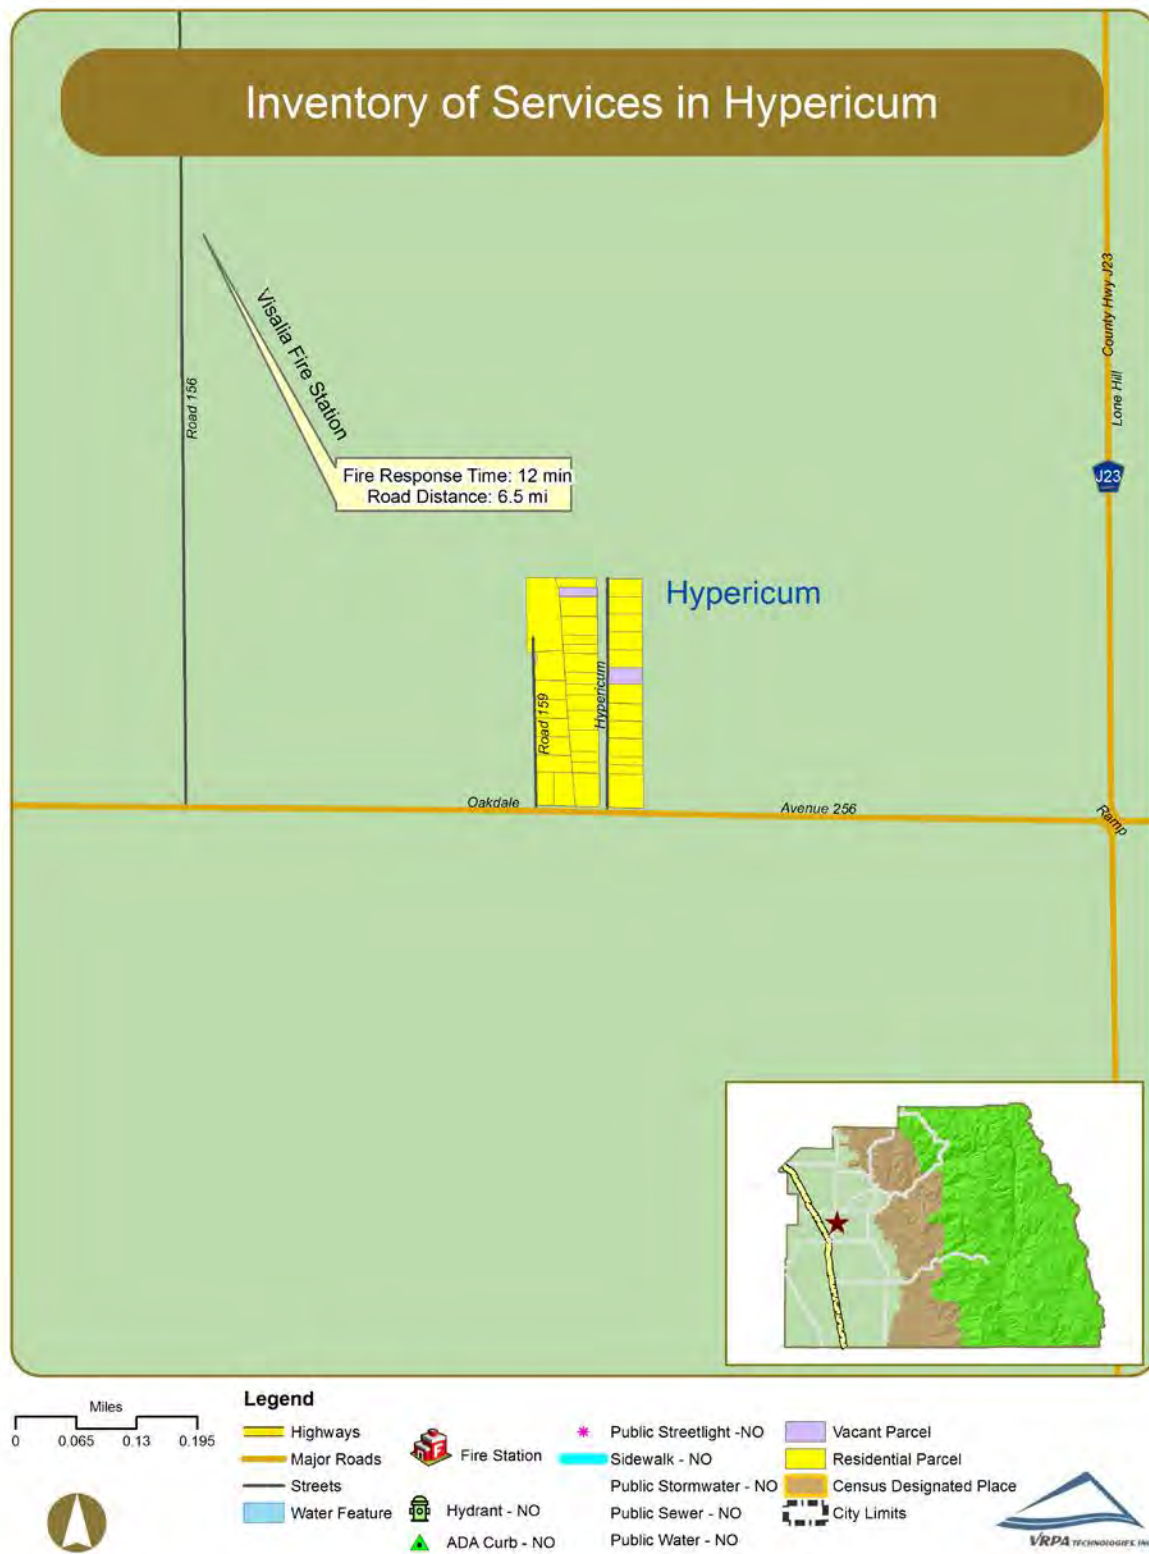 Inventory of Services in Hypericum
County Hwy J23
Visalia Fire Station
Road 156
Lone Hill
Fire Response Time: 12 min
Road Distance: 6.5 mi
J23
Hypericum
Hypericum
Road 159
Oakdale
Avenue 256
Ramp
Legend
Miles
0 0.065 0.13 0.195
Highways
Major Roads
Streets
Water Feature
Fire Station
Hydrant - NO
ADA Curb - NO
Public Streetlight -NO
Sidewalk - NO
Public Stormwater - NO
Public Sewer - NO
Public Water - NO
Vacant Parcel
Residential Parcel
Census Designated Place
City Limits
VRPA TECHNOLOGIES, INC